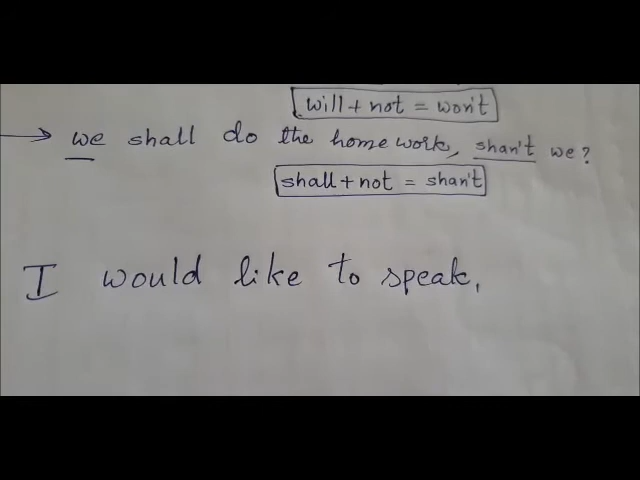 will + not = won't
→ we shall do the home work, shan't we?
shall + not = shan't
I would like to speak,